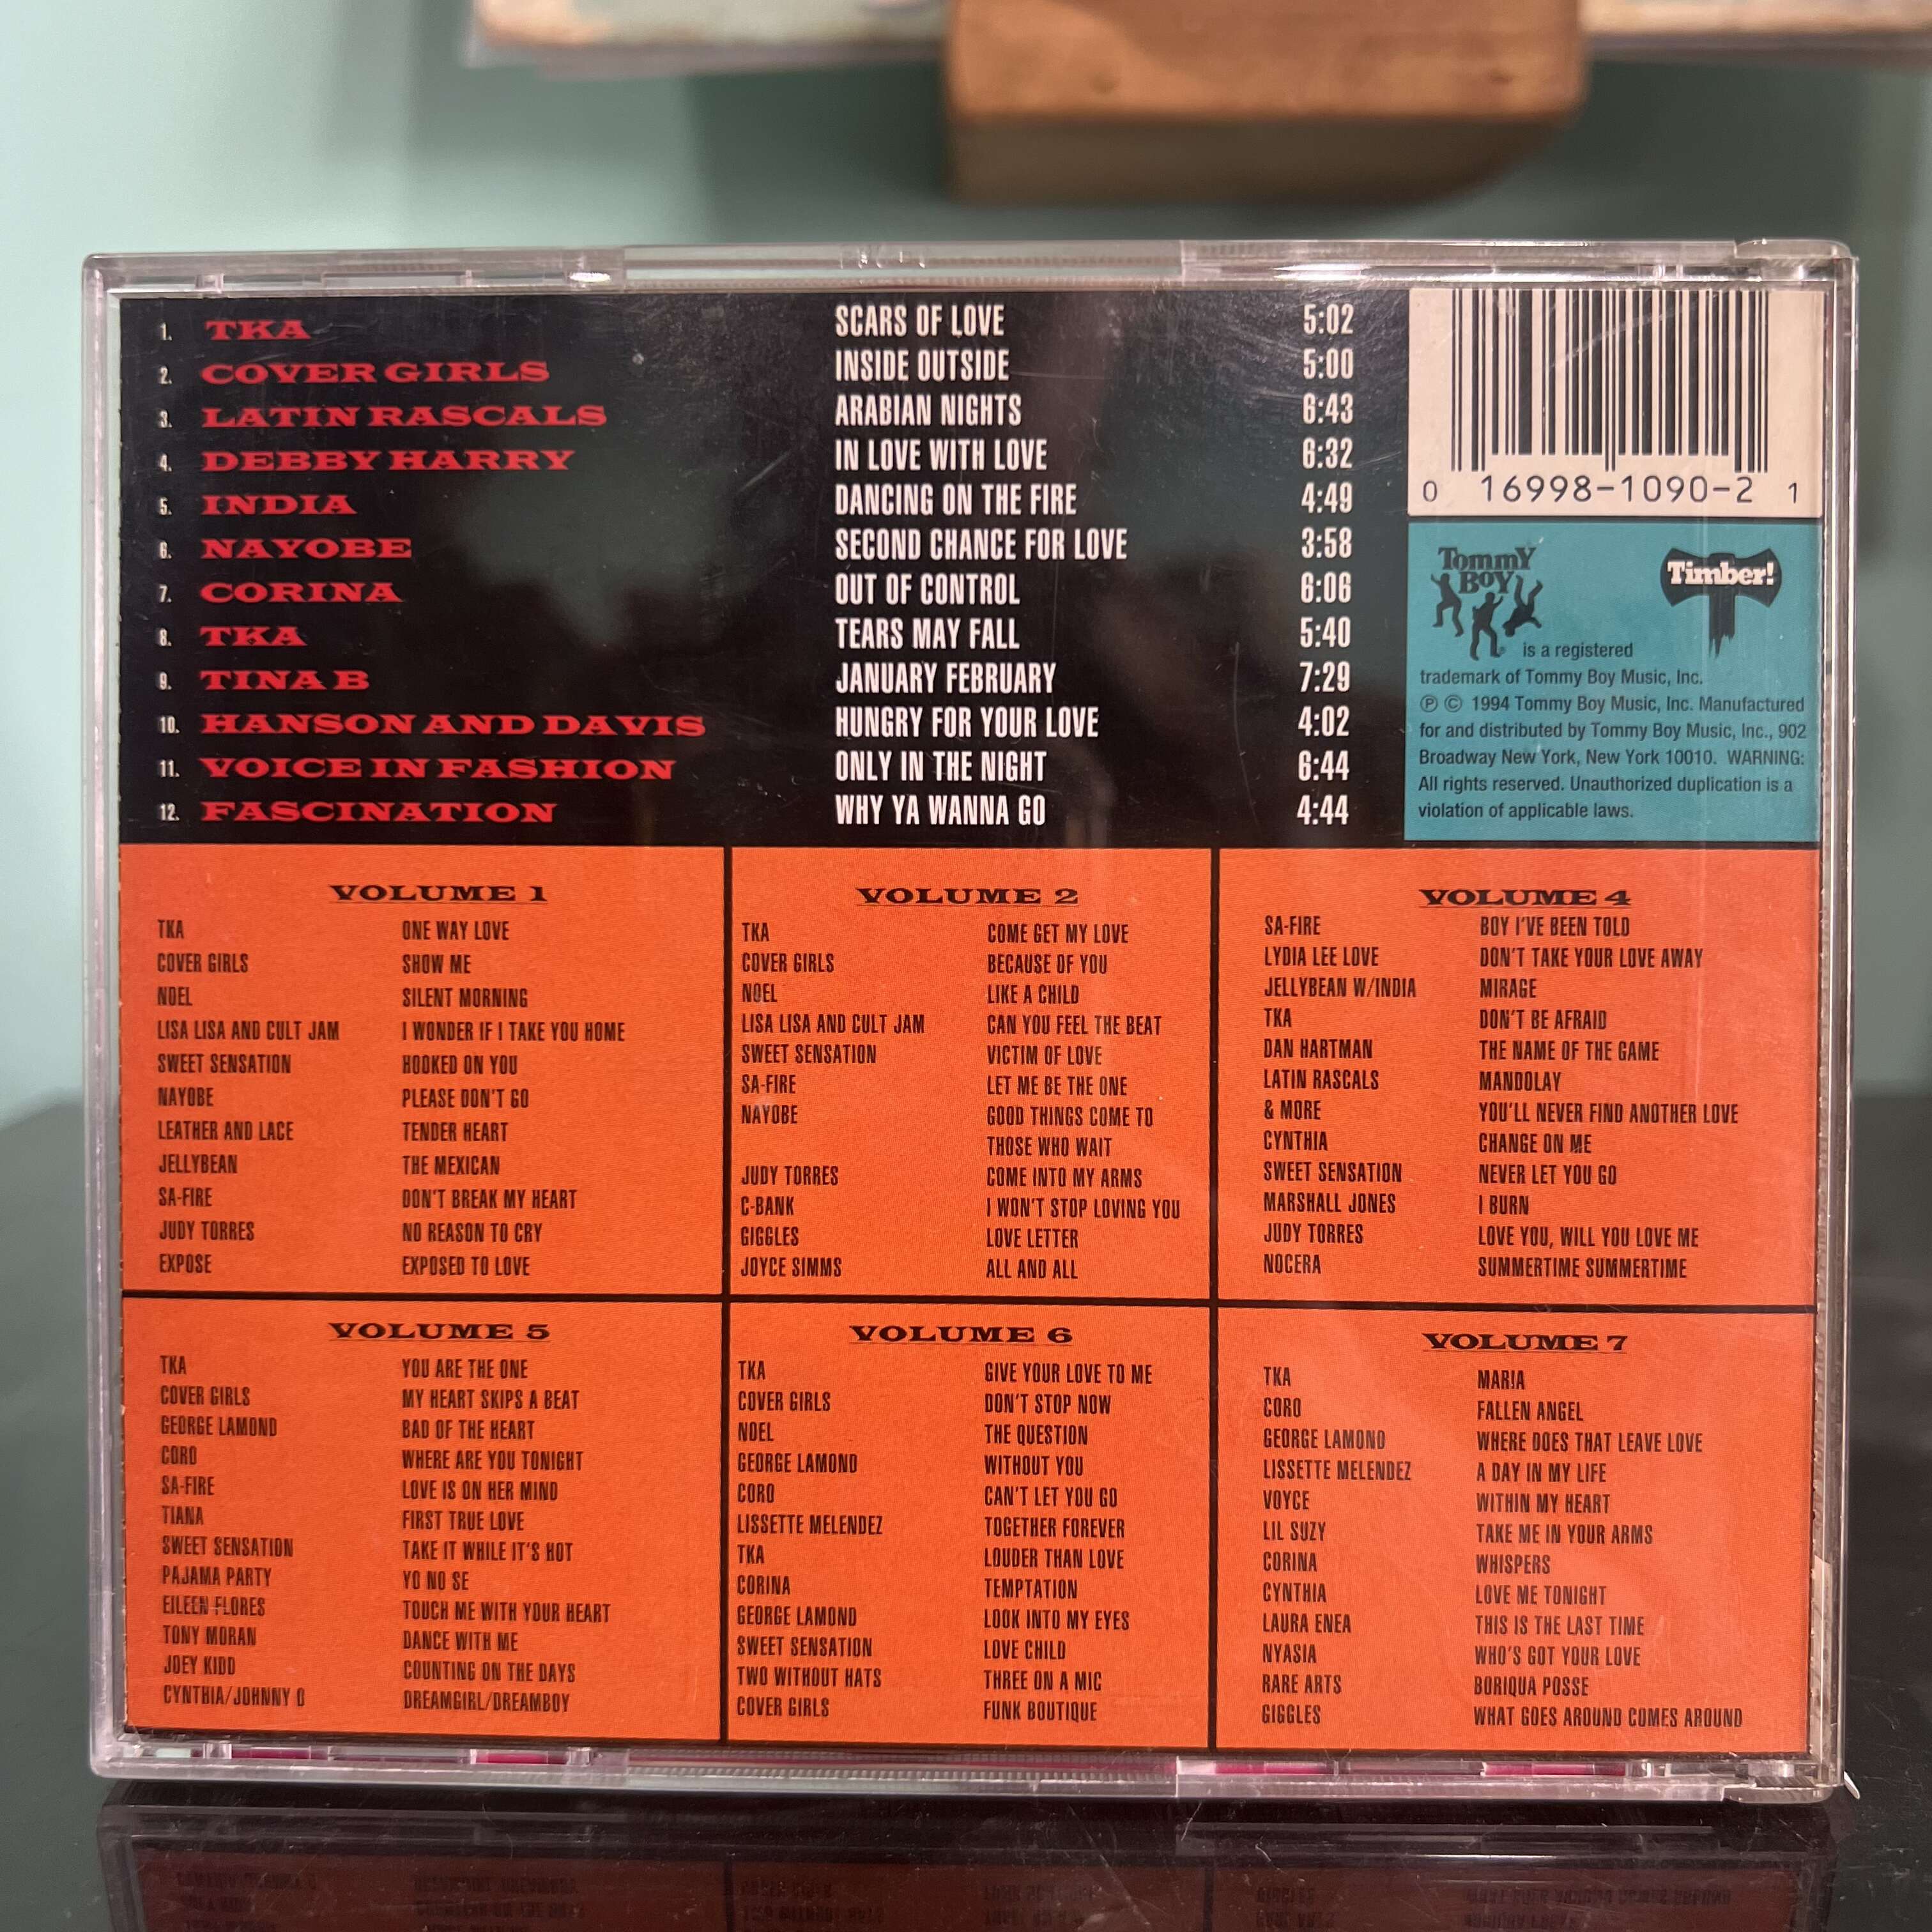 1. TKA SCARS OF LOVE 5:02
2. COVER GIRLS INSIDE OUTSIDE 5:00
3. LATIN RASCALS ARABIAN NIGHTS 6:43
4. DEBBY HARRY IN LOVE WITH LOVE 6:32
5. INDIA DANCING ON THE FIRE 4:49
6. NAYOBE SECOND CHANCE FOR LOVE 3:58
7. CORINA OUT OF CONTROL 6:06
8. TKA TEARS MAY FALL 5:40
9. TINA B JANUARY FEBRUARY 7:29
10. HANSON AND DAVIS HUNGRY FOR YOUR LOVE 4:02
11. VOICE IN FASHION ONLY IN THE NIGHT 6:44
12. FASCINATION WHY YA WANNA GO 4:44
0 16998-1090-2 1
Tommy
BOY
Timber!
is a registered
trademark of Tommy Boy Music, Inc.
℗ © 1994 Tommy Boy Music, Inc. Manufactured
for and distributed by Tommy Boy Music, Inc., 902
Broadway New York, New York 10010. WARNING:
All rights reserved. Unauthorized duplication is a
violation of applicable laws.
VOLUME 1
TKA ONE WAY LOVE
COVER GIRLS SHOW ME
NOEL SILENT MORNING
LISA LISA AND CULT JAM I WONDER IF I TAKE YOU HOME
SWEET SENSATION HOOKED ON YOU
NAYOBE PLEASE DON'T GO
LEATHER AND LACE TENDER HEART
JELLYBEAN THE MEXICAN
SA-FIRE DON'T BREAK MY HEART
JUDY TORRES NO REASON TO CRY
EXPOSE EXPOSED TO LOVE
VOLUME 2
TKA COME GET MY LOVE
COVER GIRLS BECAUSE OF YOU
NOEL LIKE A CHILD
LISA LISA AND CULT JAM CAN YOU FEEL THE BEAT
SWEET SENSATION VICTIM OF LOVE
SA-FIRE LET ME BE THE ONE
NAYOBE GOOD THINGS COME TO
THOSE WHO WAIT
JUDY TORRES COME INTO MY ARMS
C-BANK I WON'T STOP LOVING YOU
GIGGLES LOVE LETTER
JOYCE SIMMS ALL AND ALL
VOLUME 4
SA-FIRE BOY I'VE BEEN TOLD
LYDIA LEE LOVE DON'T TAKE YOUR LOVE AWAY
JELLYBEAN W/INDIA MIRAGE
TKA DON'T BE AFRAID
DAN HARTMAN THE NAME OF THE GAME
LATIN RASCALS MANDOLAY
& MORE YOU'LL NEVER FIND ANOTHER LOVE
CYNTHIA CHANGE ON ME
SWEET SENSATION NEVER LET YOU GO
MARSHALL JONES I BURN
JUDY TORRES LOVE YOU, WILL YOU LOVE ME
NOCERA SUMMERTIME SUMMERTIME
VOLUME 5
TKA YOU ARE THE ONE
COVER GIRLS MY HEART SKIPS A BEAT
GEORGE LAMOND BAD OF THE HEART
CORO WHERE ARE YOU TONIGHT
SA-FIRE LOVE IS ON HER MIND
TIANA FIRST TRUE LOVE
SWEET SENSATION TAKE IT WHILE IT'S HOT
PAJAMA PARTY YO NO SE
EILEEN FLORES TOUCH ME WITH YOUR HEART
TONY MORAN DANCE WITH ME
JOEY KIDD COUNTING ON THE DAYS
CYNTHIA/JOHNNY O DREAMGIRL/DREAMBOY
VOLUME 6
TKA GIVE YOUR LOVE TO ME
COVER GIRLS DON'T STOP NOW
NOEL THE QUESTION
GEORGE LAMOND WITHOUT YOU
CORO CAN'T LET YOU GO
LISSETTE MELENDEZ TOGETHER FOREVER
TKA LOUDER THAN LOVE
CORINA TEMPTATION
GEORGE LAMOND LOOK INTO MY EYES
SWEET SENSATION LOVE CHILD
TWO WITHOUT HATS THREE ON A MIC
COVER GIRLS FUNK BOUTIQUE
VOLUME 7
TKA MARIA
CORO FALLEN ANGEL
GEORGE LAMOND WHERE DOES THAT LEAVE LOVE
LISSETTE MELENDEZ A DAY IN MY LIFE
VOYCE WITHIN MY HEART
LIL SUZY TAKE ME IN YOUR ARMS
CORINA WHISPERS
CYNTHIA LOVE ME TONIGHT
LAURA ENEA THIS IS THE LAST TIME
NYASIA WHO'S GOT YOUR LOVE
RARE ARTS BORIQUA POSSE
GIGGLES WHAT GOES AROUND COMES AROUND